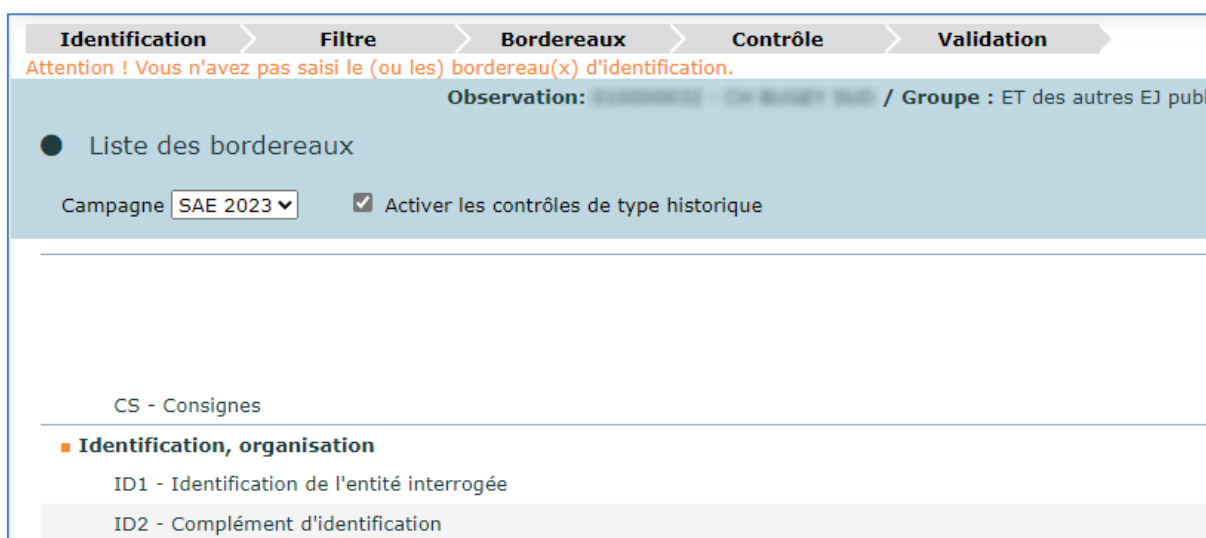 Identification Filtre Bordereaux Contrôle Validation
Attention ! Vous n'avez pas saisi le (ou les) bordereau(x) d'identification.
Observation: / Groupe : ET des autres EJ publ
Liste des bordereaux
Campagne SAE 2023 Activer les contrôles de type historique
CS - Consignes
Identification, organisation
ID1 - Identification de l'entité interrogée
ID2 - Complément d'identification